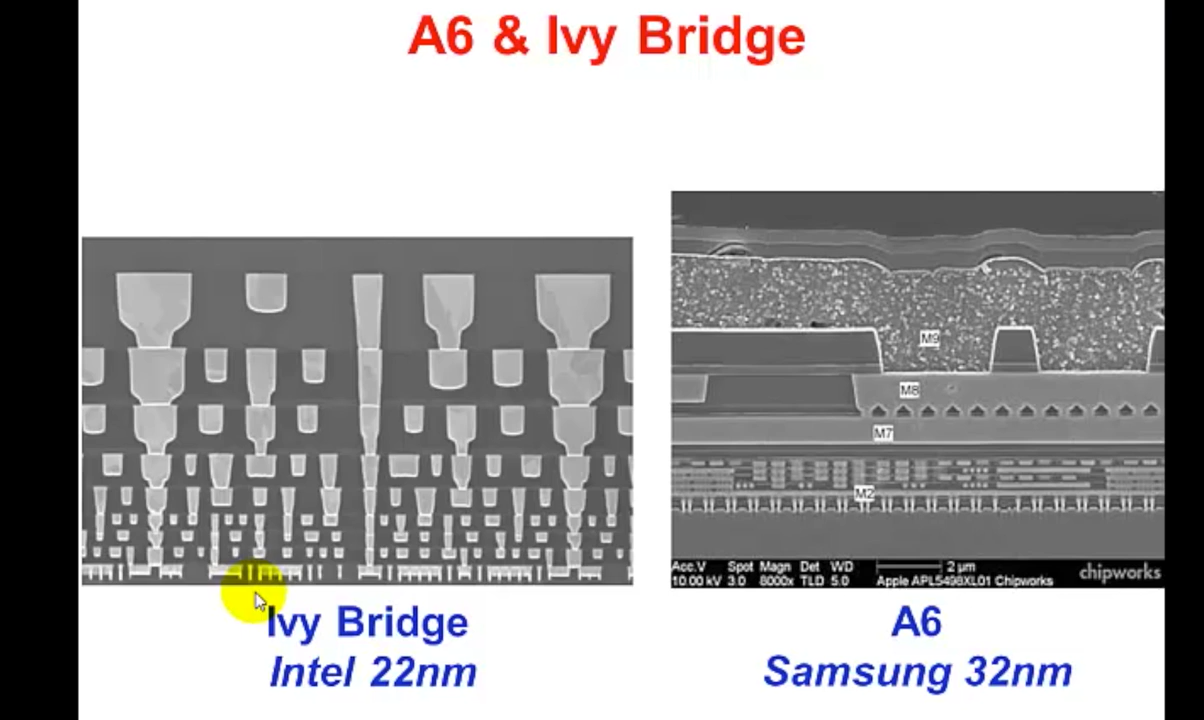 A6 & Ivy Bridge
M9
M8
M7
M2
Acc.V Spot Magn Det WD 2 µm
10.00 kV 3.0 8000x TLD 5.0 Apple APL5498XL01 Chipworks
chipworks
Ivy Bridge
Intel 22nm
A6
Samsung 32nm